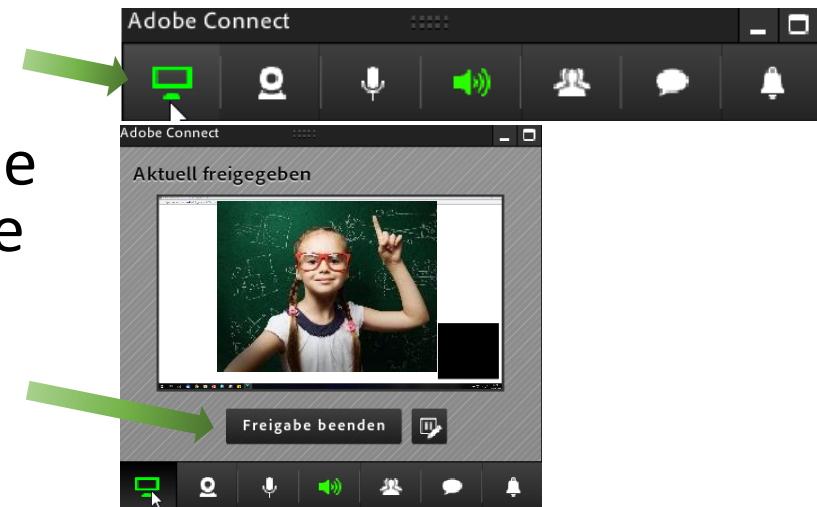 Adobe Connect
e
e
Adobe Connect
Aktuell freigegeben
Freigabe beenden